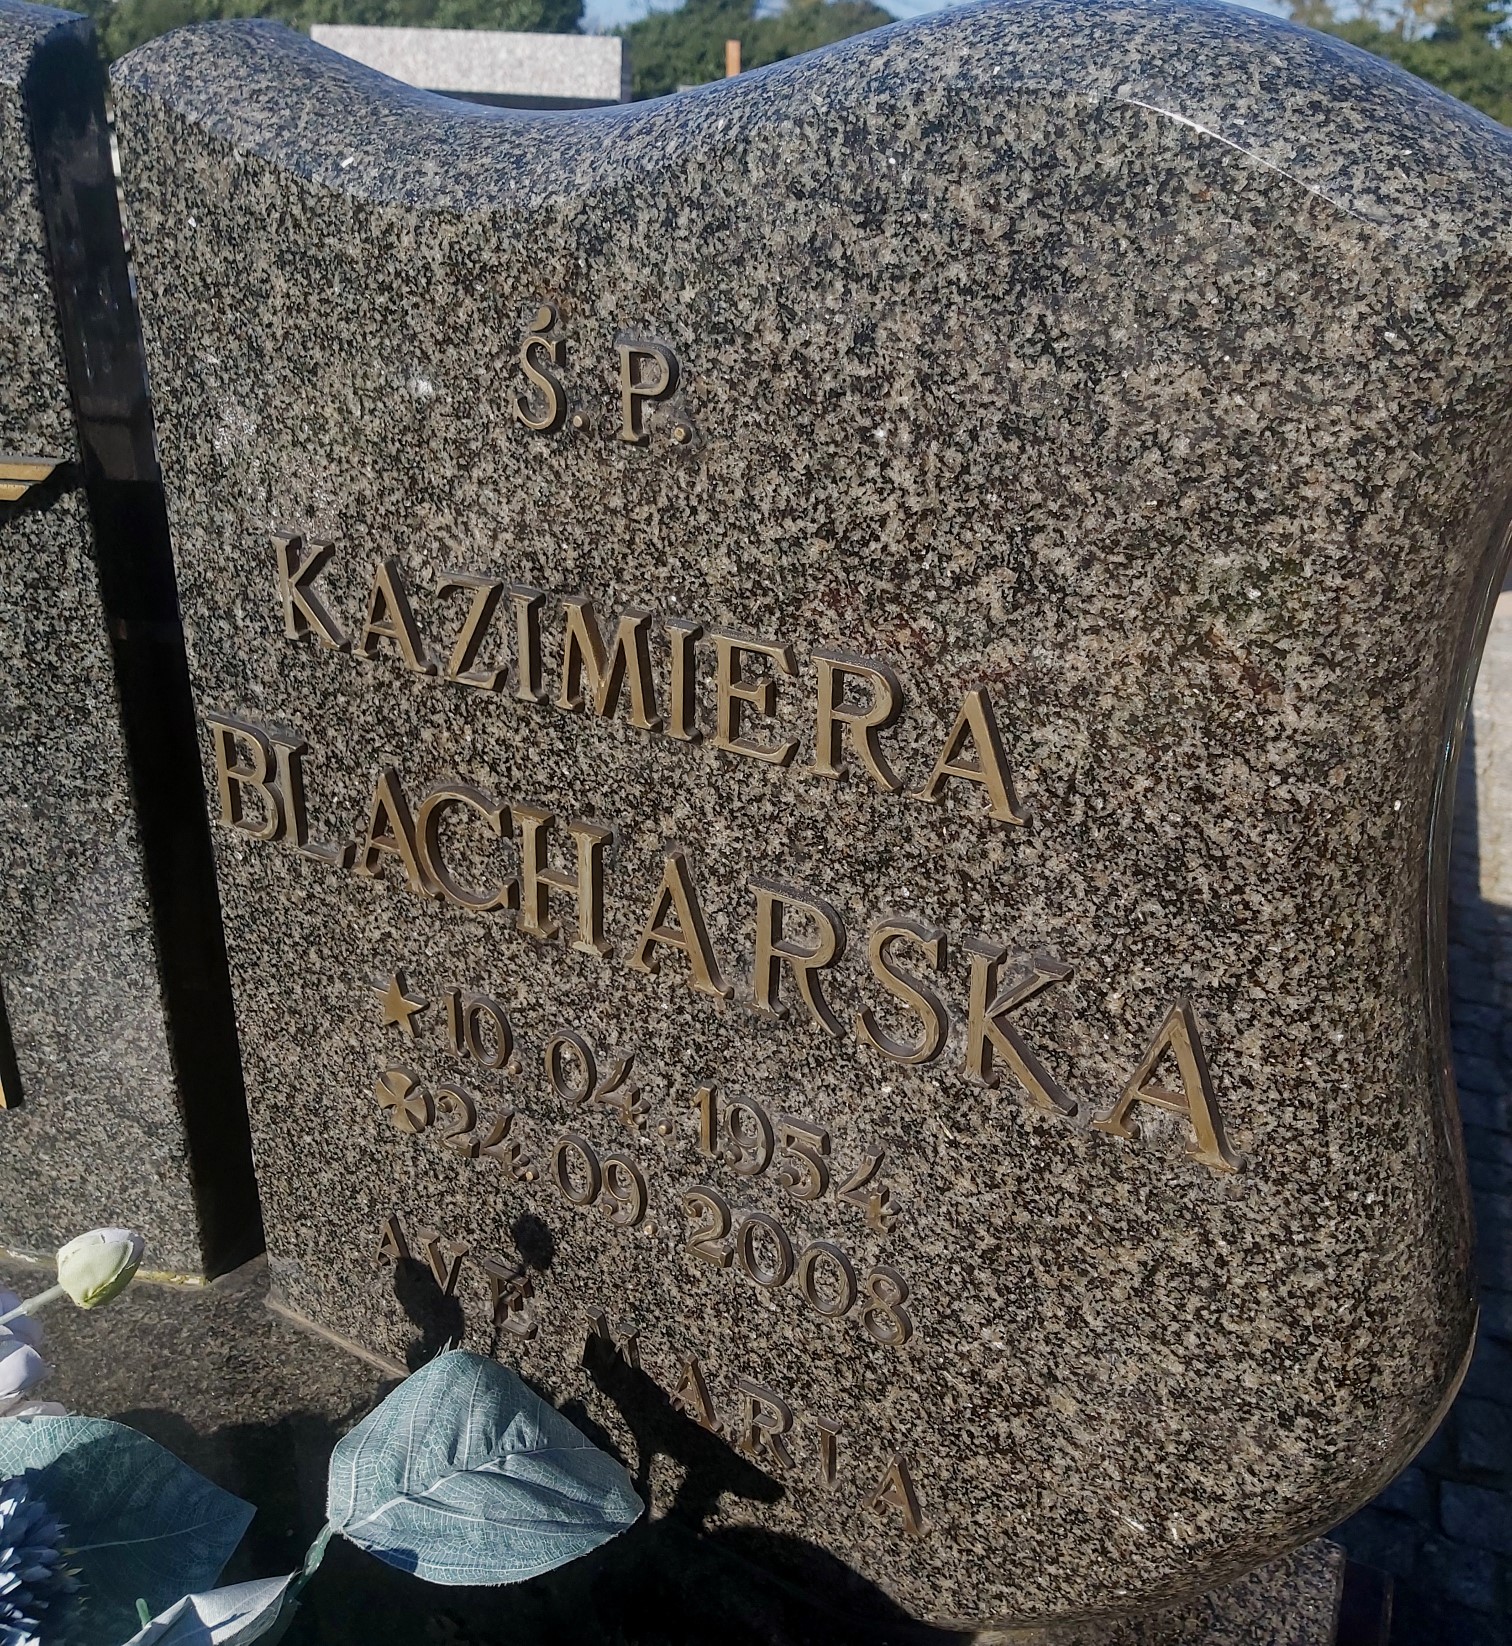 Ś. P.
KAZIMIERA
BLACHARSKA
★ 10. 04. 1954
✠ 24. 09. 2008
AVE MARIA